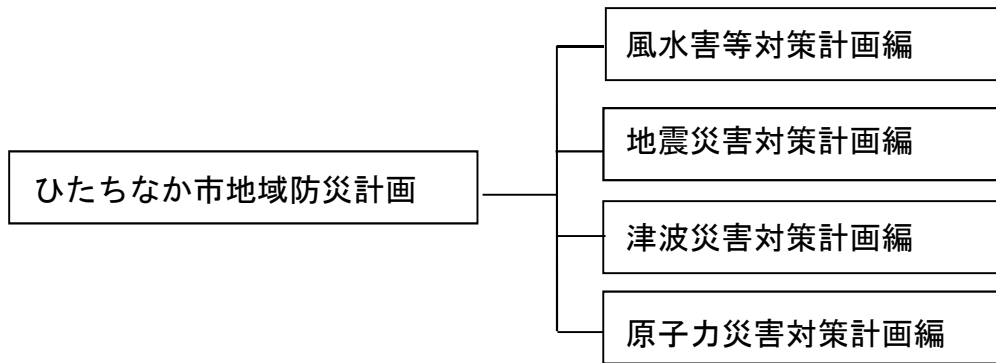 ひたちなか市地域防災計画
風水害等対策計画編
地震災害対策計画編
津波災害対策計画編
原子力災害対策計画編